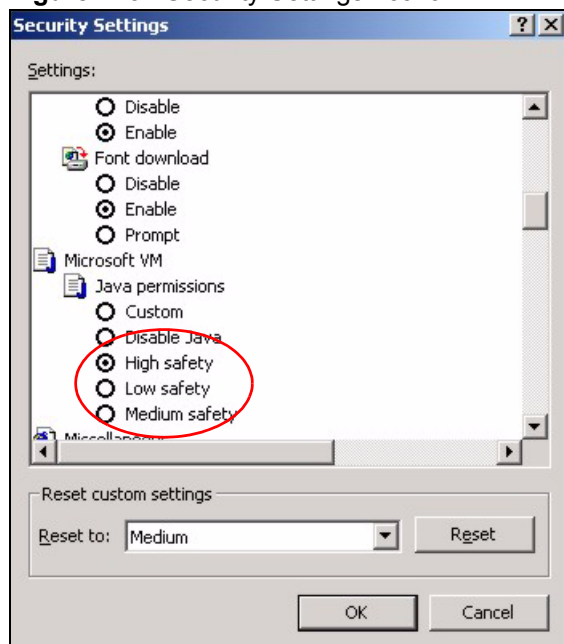 Security Settings
Settings:
Disable
Enable
Font download
Disable
Enable
Prompt
Microsoft VM
Java permissions
Custom
Disable Java
High safety
Low safety
Medium safety
Reset custom settings
Reset to: Medium Reset
OK Cancel